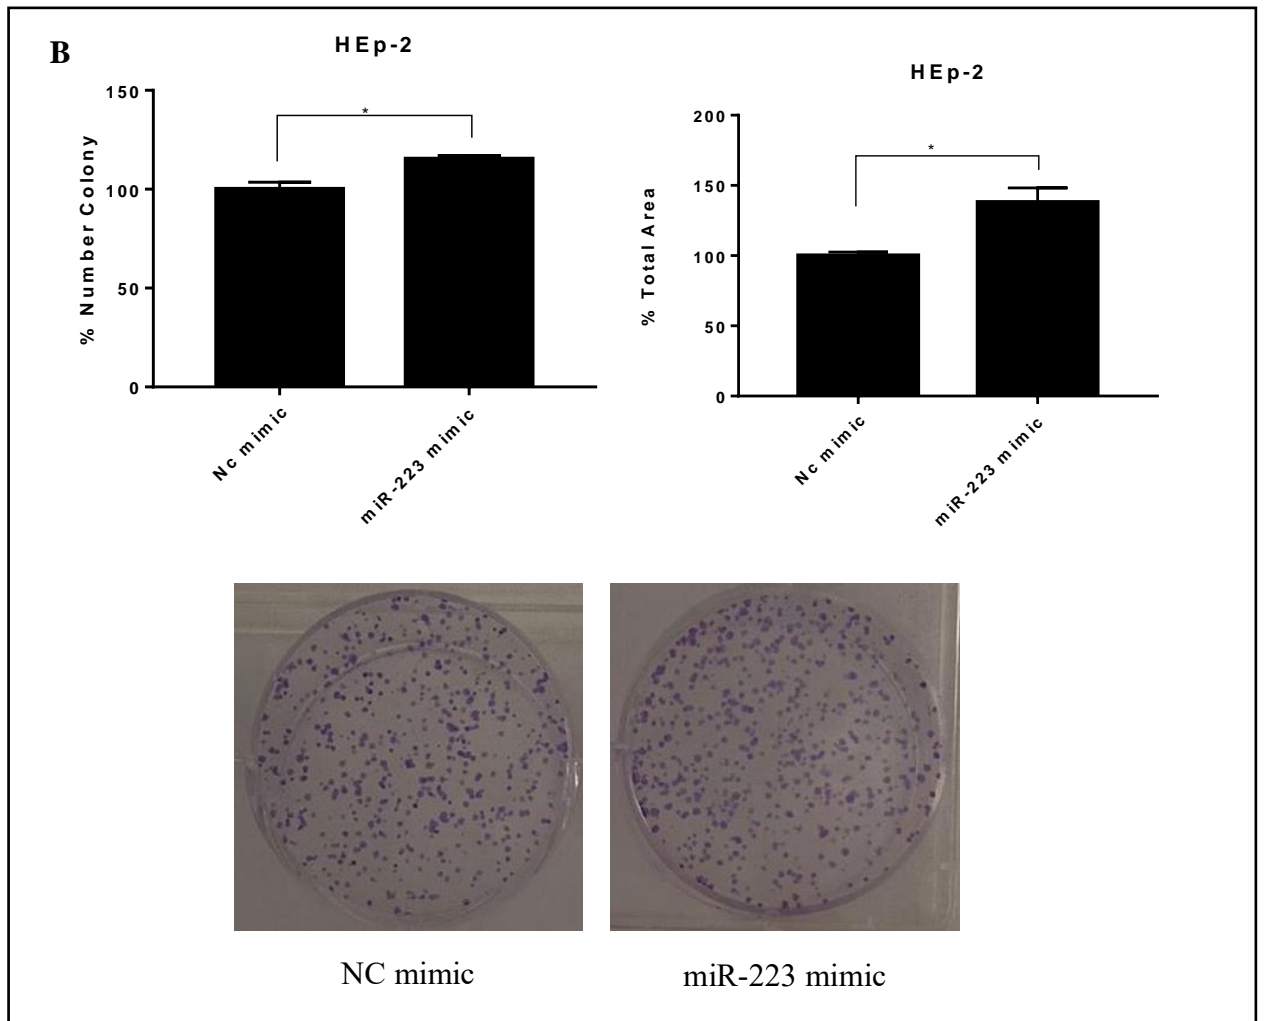 B
HEp-2
150
100
50
0
% Number Colony
*
Nc mimic
miR-223 mimic
HEp-2
200
150
100
50
0
% Total Area
*
Nc mimic
miR-223 mimic
NC mimic
miR-223 mimic